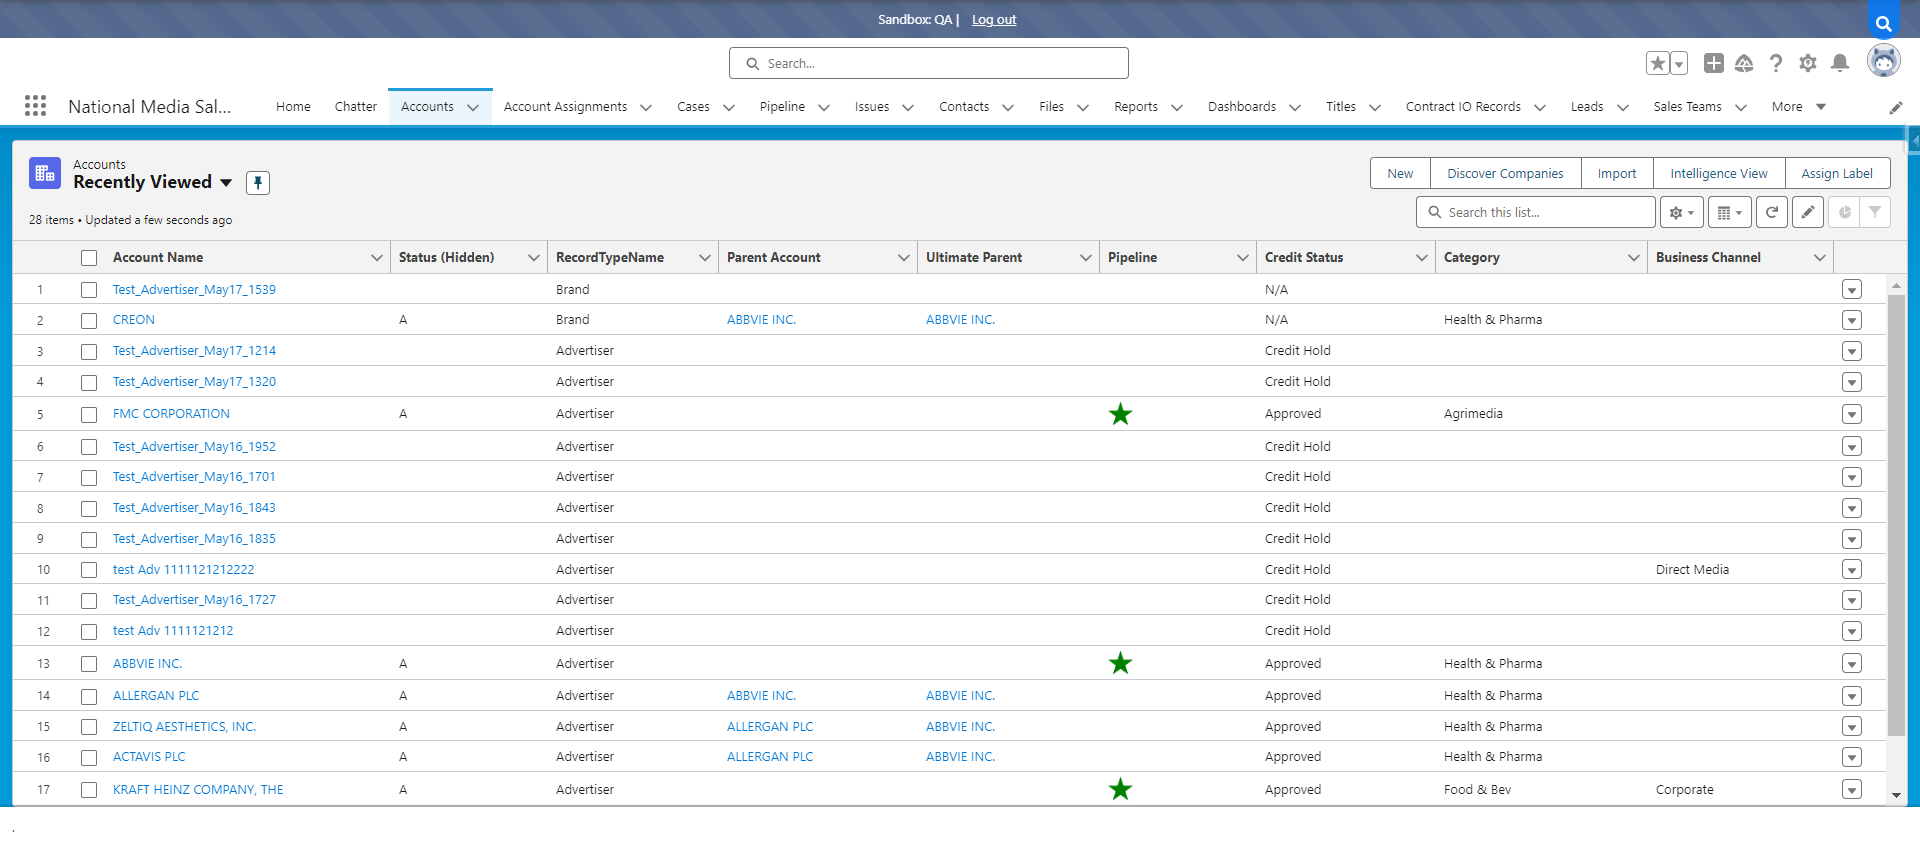 Sandbox: QA | Log out
Search...
National Media Sal...
Home Chatter Accounts Account Assignments Cases Pipeline Issues Contacts Files Reports Dashboards Titles Contract IO Records Leads Sales Teams More
Accounts
Recently Viewed
New Discover Companies Import Intelligence View Assign Label
28 items • Updated a few seconds ago
Search this list...
Account Name Status (Hidden) RecordTypeName Parent Account Ultimate Parent Pipeline Credit Status Category Business Channel
1 Test_Advertiser_May17_1539 Brand N/A
2 CREON A Brand ABBVIE INC. ABBVIE INC. N/A Health & Pharma
3 Test_Advertiser_May17_1214 Advertiser Credit Hold
4 Test_Advertiser_May17_1320 Advertiser Credit Hold
5 FMC CORPORATION A Advertiser Approved Agrimedia
6 Test_Advertiser_May16_1952 Advertiser Credit Hold
7 Test_Advertiser_May16_1701 Advertiser Credit Hold
8 Test_Advertiser_May16_1843 Advertiser Credit Hold
9 Test_Advertiser_May16_1835 Advertiser Credit Hold
10 test Adv 1111121212222 Advertiser Credit Hold Direct Media
11 Test_Advertiser_May16_1727 Advertiser Credit Hold
12 test Adv 1111121212 Advertiser Credit Hold
13 ABBVIE INC. A Advertiser Approved Health & Pharma
14 ALLERGAN PLC A Advertiser ABBVIE INC. ABBVIE INC. Approved Health & Pharma
15 ZELTIQ AESTHETICS, INC. A Advertiser ALLERGAN PLC ABBVIE INC. Approved Health & Pharma
16 ACTAVIS PLC A Advertiser ALLERGAN PLC ABBVIE INC. Approved Health & Pharma
17 KRAFT HEINZ COMPANY, THE A Advertiser Approved Food & Bev Corporate
.